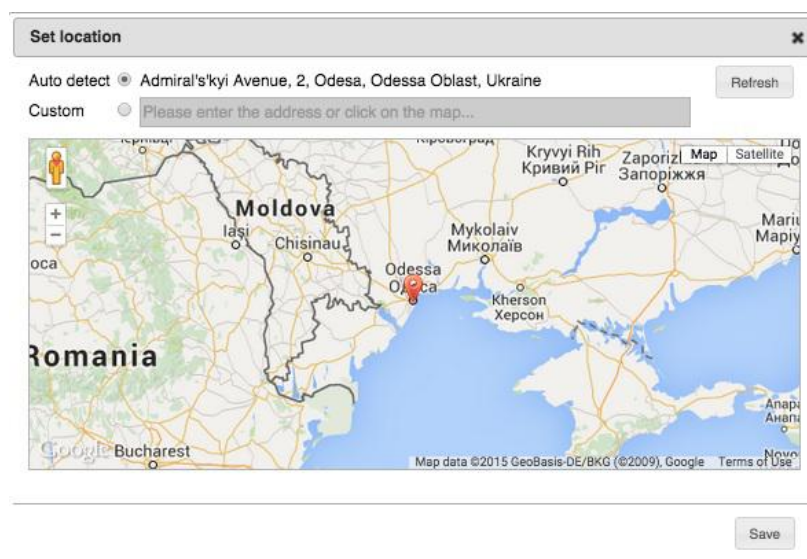 Set location
Auto detect Admiral's'kyi Avenue, 2, Odesa, Odessa Oblast, Ukraine
Refresh
Custom Please enter the address or click on the map...
Kryvyi Rih
Кривий Ріг
Запоріжжя
Map Satellite
Moldova
Iași
Chisinau
Mykolaiv
Миколаїв
Odessa
Kherson
Херсон
Romania
Bucharest
Google
Map data ©2015 GeoBasis-DE/BKG (©2009), Google Terms of Use
Save